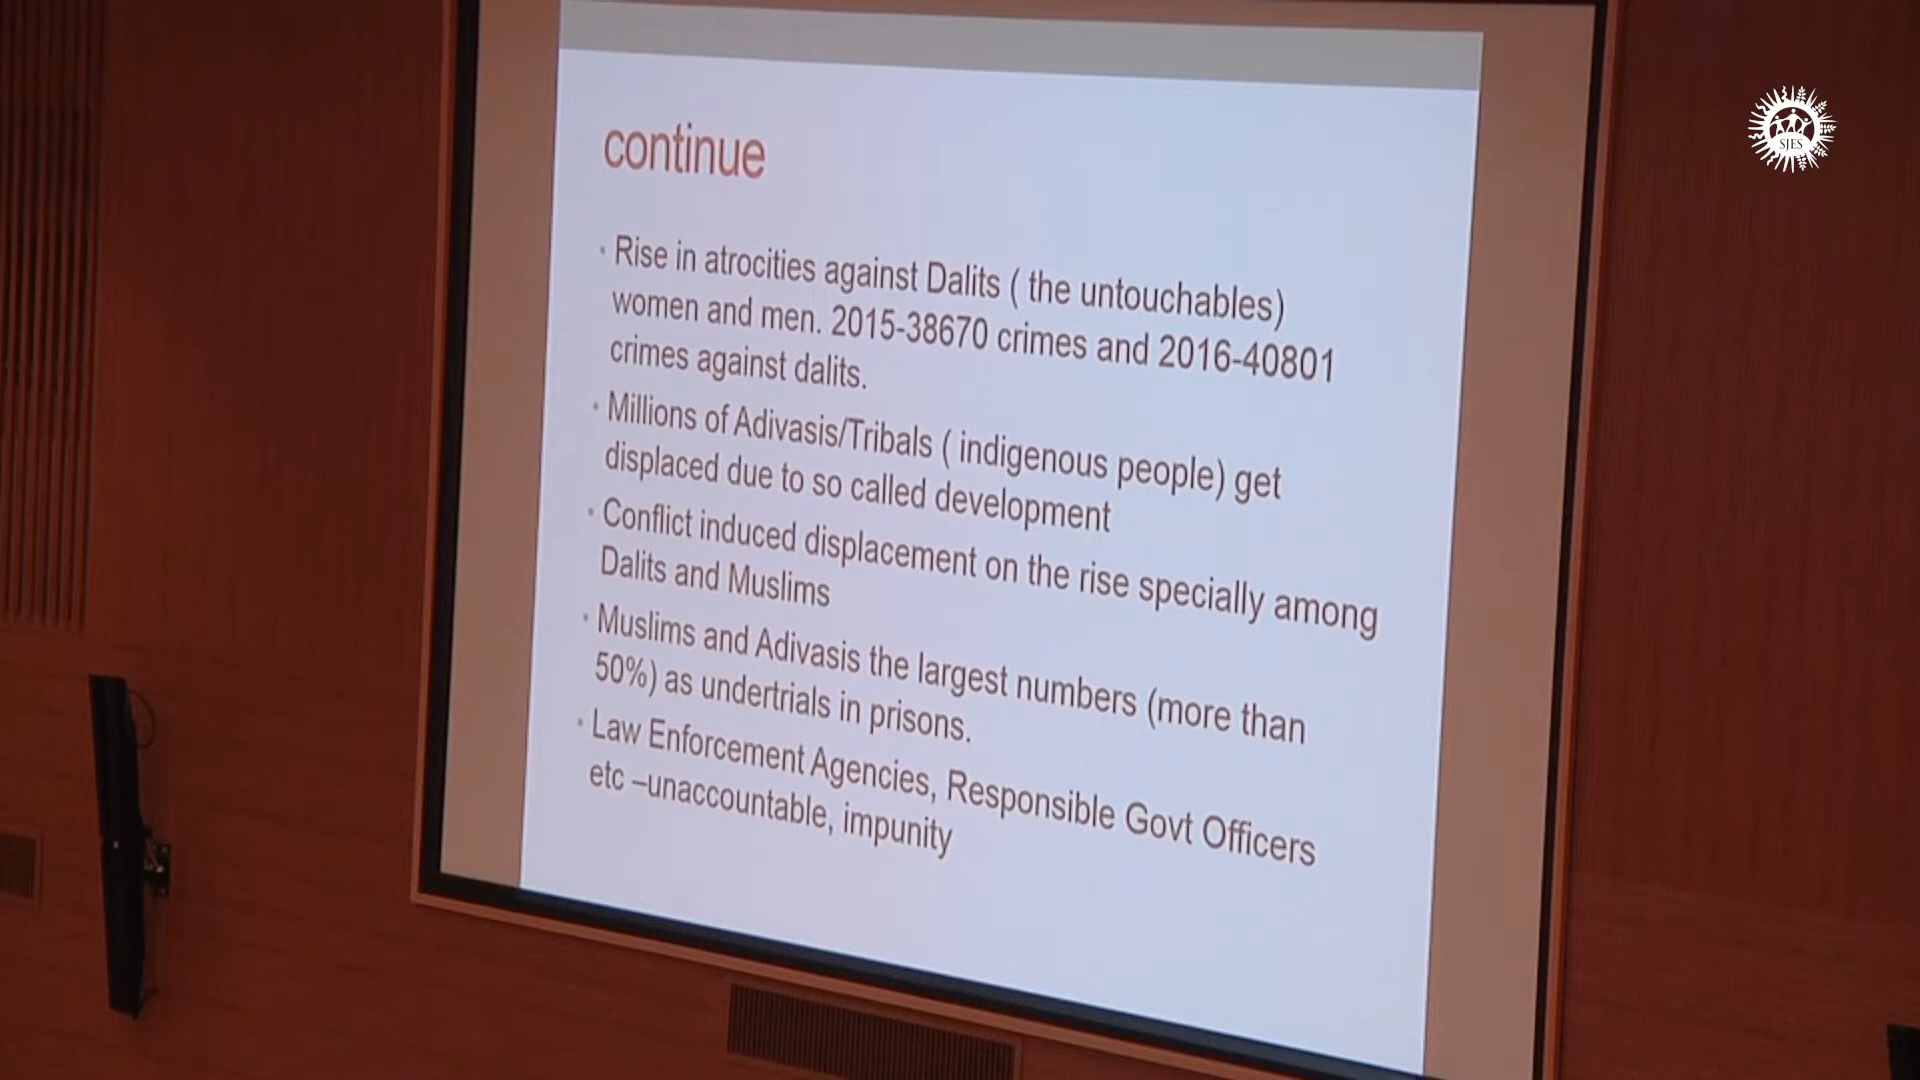 continue
• Rise in atrocities against Dalits ( the untouchables)
women and men. 2015-38670 crimes and 2016-40801
crimes against dalits.
• Millions of Adivasis/Tribals ( indigenous people) get
displaced due to so called development
• Conflict induced displacement on the rise specially among
Dalits and Muslims
• Muslims and Adivasis the largest numbers (more than
50%) as undertrials in prisons.
• Law Enforcement Agencies, Responsible Govt Officers
etc –unaccountable, impunity
SJES